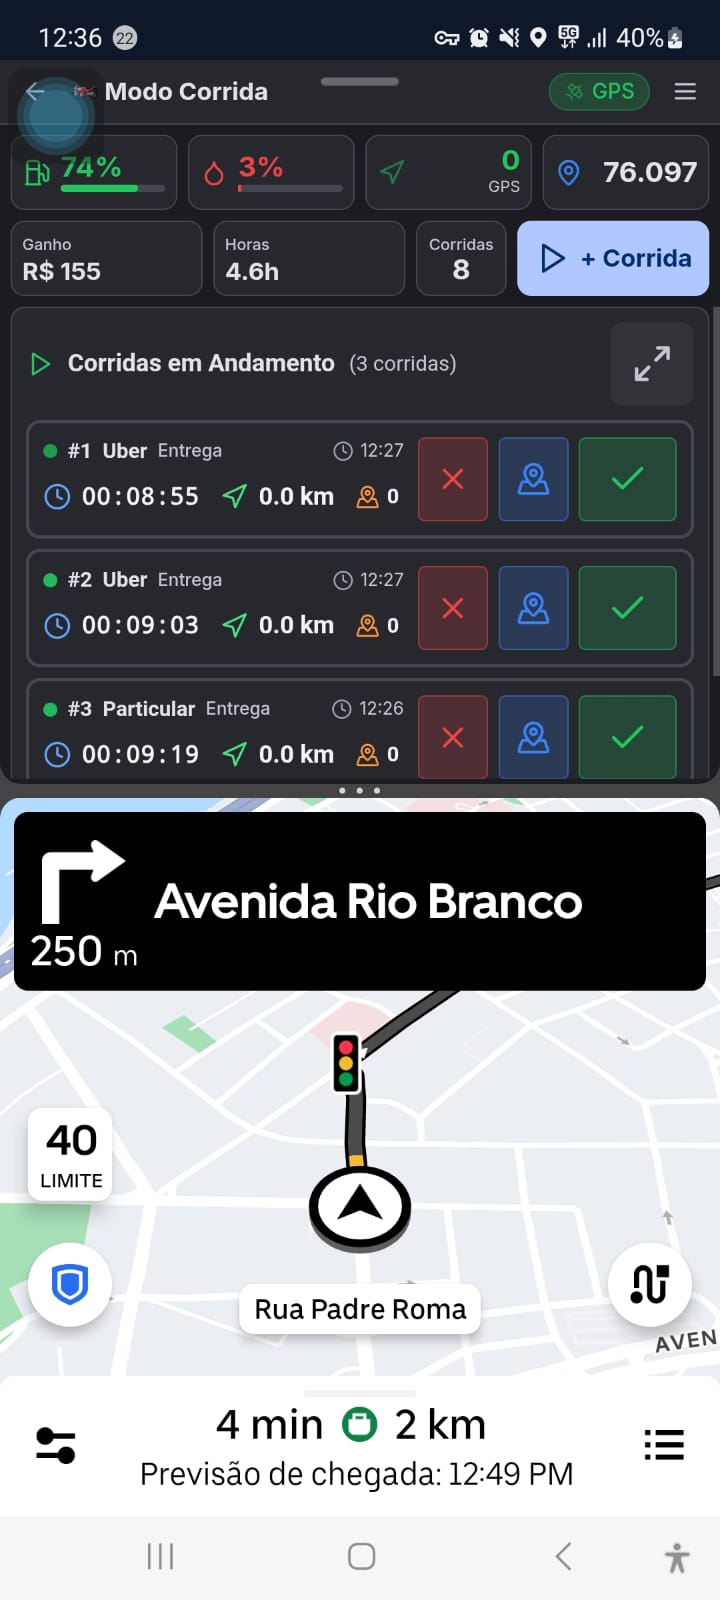 12:36 22 5G 40%
Modo Corrida GPS
74% 3% 0 GPS 76.097
Ganho Horas Corridas
R$ 155 4.6h 8 + Corrida
Corridas em Andamento (3 corridas)
#1 Uber Entrega 12:27
00:08:55 0.0 km 0
#2 Uber Entrega 12:27
00:09:03 0.0 km 0
#3 Particular Entrega 12:26
00:09:19 0.0 km 0
Avenida Rio Branco
250 m
40
LIMITE
Rua Padre Roma
AVEN
4 min 2 km
Previsão de chegada: 12:49 PM